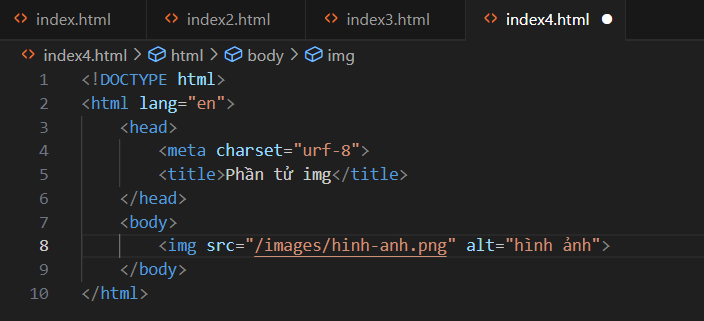 index.html index2.html index3.html index4.html
index4.html > html > body > img
1 <!DOCTYPE html>
2 <html lang="en">
3 <head>
4 <meta charset="urf-8">
5 <title>Phần tử img</title>
6 </head>
7 <body>
8 <img src="/images/hinh-anh.png" alt="hình ảnh">
9 </body>
10 </html>